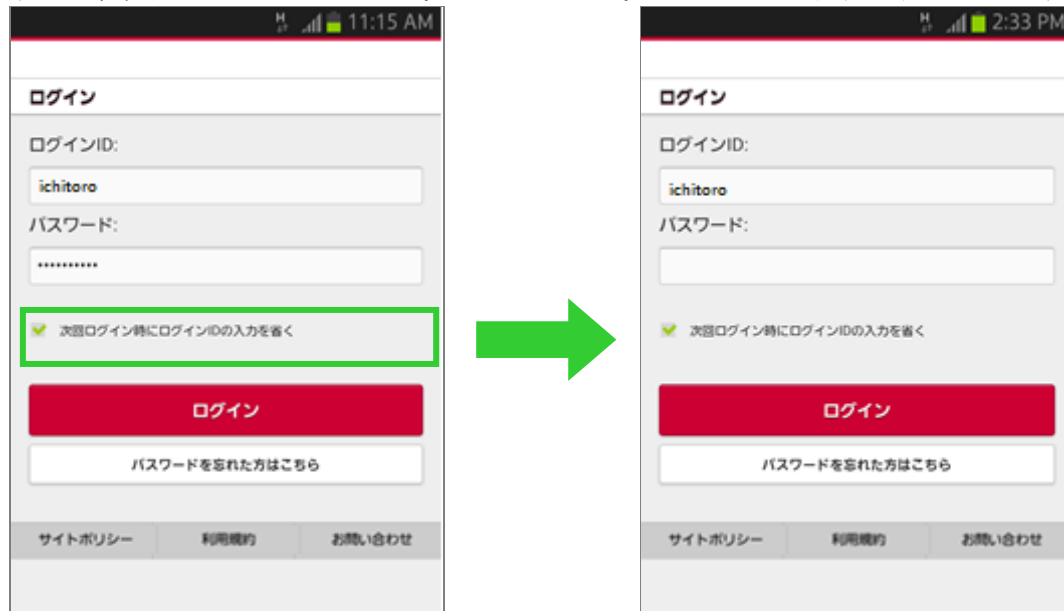 11:15 AM
ログイン
ログインID:
ichitoro
パスワード:
••••••••••
次回ログイン時にログインIDの入力を省く
ログイン
パスワードを忘れた方はこちら
サイトポリシー 利用規約 お問い合わせ
2:33 PM
ログイン
ログインID:
ichitoro
パスワード:
次回ログイン時にログインIDの入力を省く
ログイン
パスワードを忘れた方はこちら
サイトポリシー 利用規約 お問い合わせ